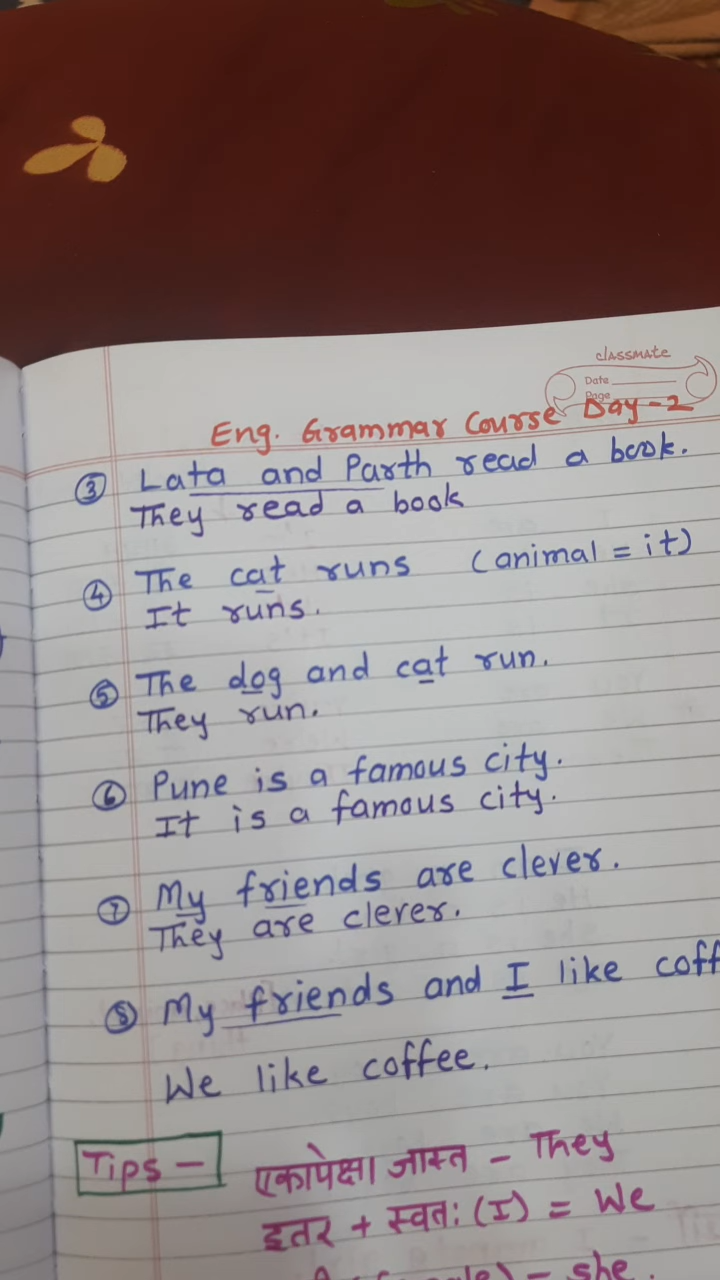 classmate
Date
Page
Eng. Grammar Course Day-2
③ Lata and Parth read a book.
They read a book
④ The cat runs (animal = it)
It runs.
⑤ The dog and cat run.
They run.
⑥ Pune is a famous city.
It is a famous city.
⑦ My friends are clever.
They are clever.
⑧ My friends and I like coff
We like coffee.
Tips - एकापेक्षा जास्त - They
इतर + स्वतः (I) = We
- she.